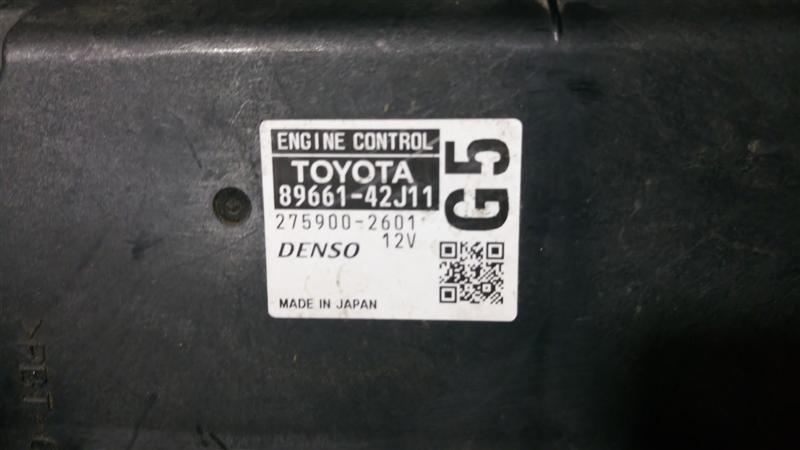 ENGINE CONTROL
TOYOTA
89661-42J11
275900-2601
12V
DENSO
MADE IN JAPAN
G5